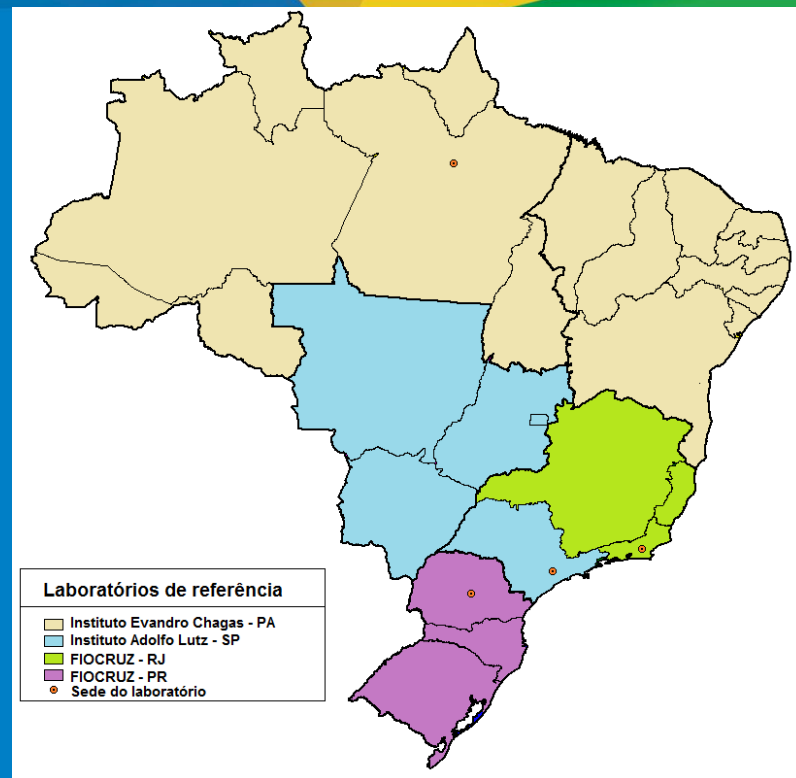 Laboratórios de referência
Instituto Evandro Chagas - PA
Instituto Adolfo Lutz - SP
FIOCRUZ - RJ
FIOCRUZ - PR
Sede do laboratório